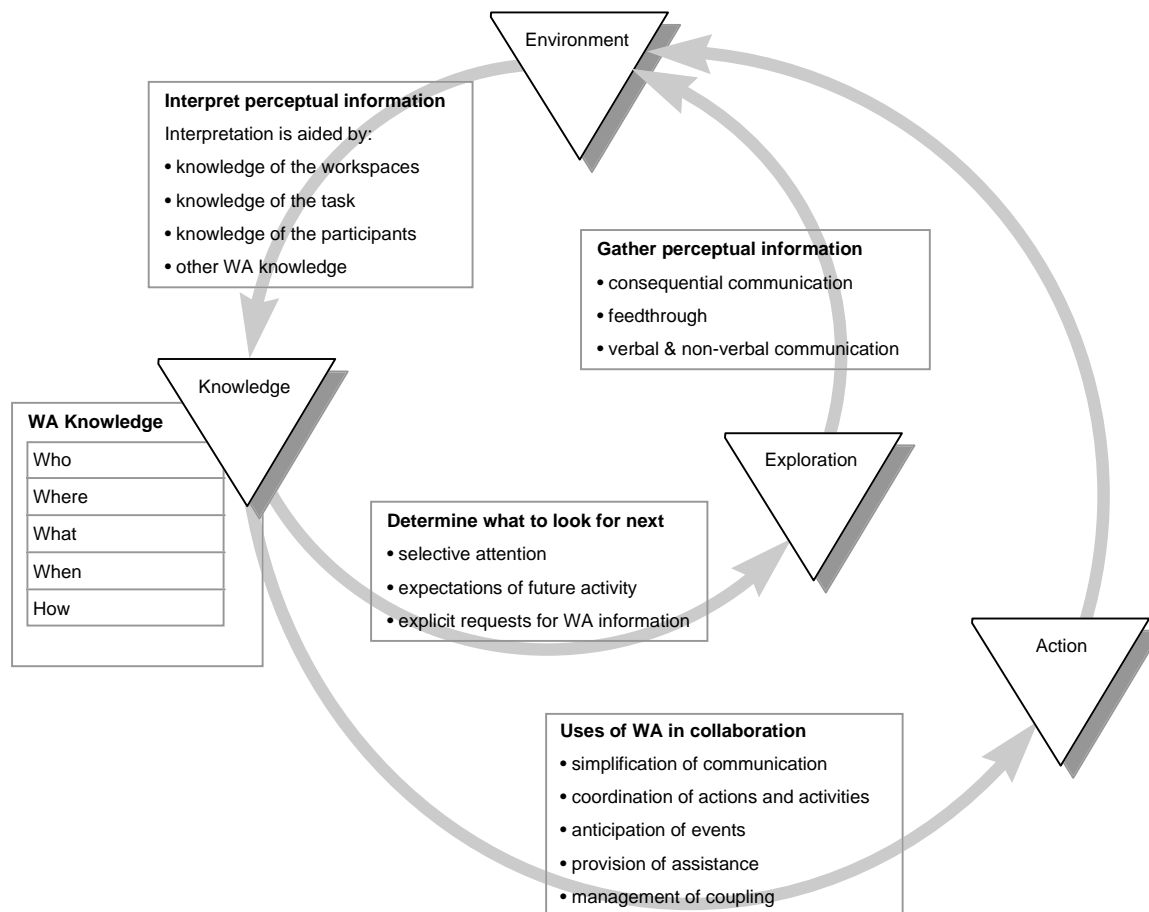 Environment
Interpret perceptual information
Interpretation is aided by:
• knowledge of the workspaces
• knowledge of the task
• knowledge of the participants
• other WA knowledge
Gather perceptual information
• consequential communication
• feedthrough
• verbal & non-verbal communication
Knowledge
WA Knowledge
Who
Where
What
When
How
Exploration
Determine what to look for next
• selective attention
• expectations of future activity
• explicit requests for WA information
Action
Uses of WA in collaboration
• simplification of communication
• coordination of actions and activities
• anticipation of events
• provision of assistance
• management of coupling